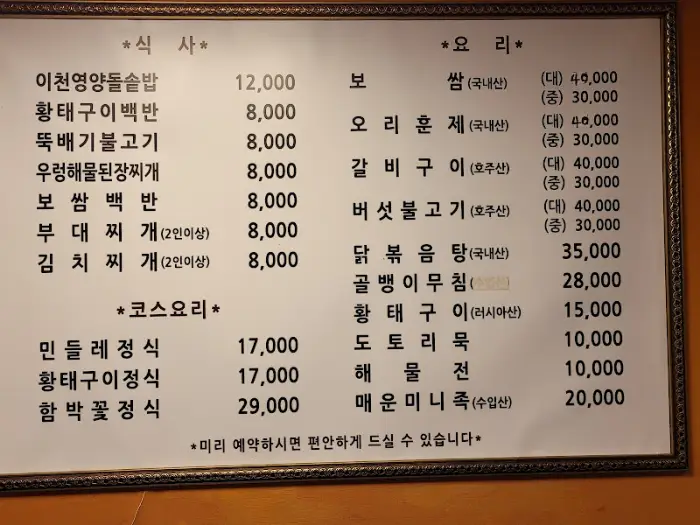 *식 사*
이천영양돌솥밥 12,000
황태구이백반 8,000
뚝배기불고기 8,000
우렁해물된장찌개 8,000
보쌈백반 8,000
부대찌개(2인이상) 8,000
김치찌개(2인이상) 8,000
*코스요리*
민들레정식 17,000
황태구이정식 17,000
함박꽃정식 29,000
*요 리*
보 쌈(국내산) (대) 40,000
(중) 30,000
오리훈제(국내산) (대) 40,000
(중) 30,000
갈비구이(호주산) (대) 40,000
(중) 30,000
버섯불고기(호주산) (대) 40,000
(중) 30,000
닭볶음탕(국내산) 35,000
골뱅이무침 28,000
황태구이(러시아산) 15,000
도토리묵 10,000
해물전 10,000
매운미니족(수입산) 20,000
*미리 예약하시면 편안하게 드실 수 있습니다*